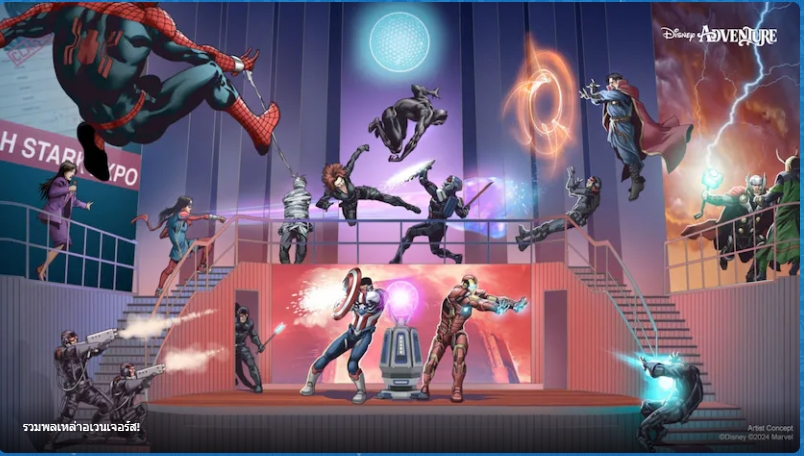 Disney ADVENTURE
H STARK EXPO
รวมพลเหล่าอเวนเจอร์ส!
Artist Concept
©Disney ©2024 Marvel